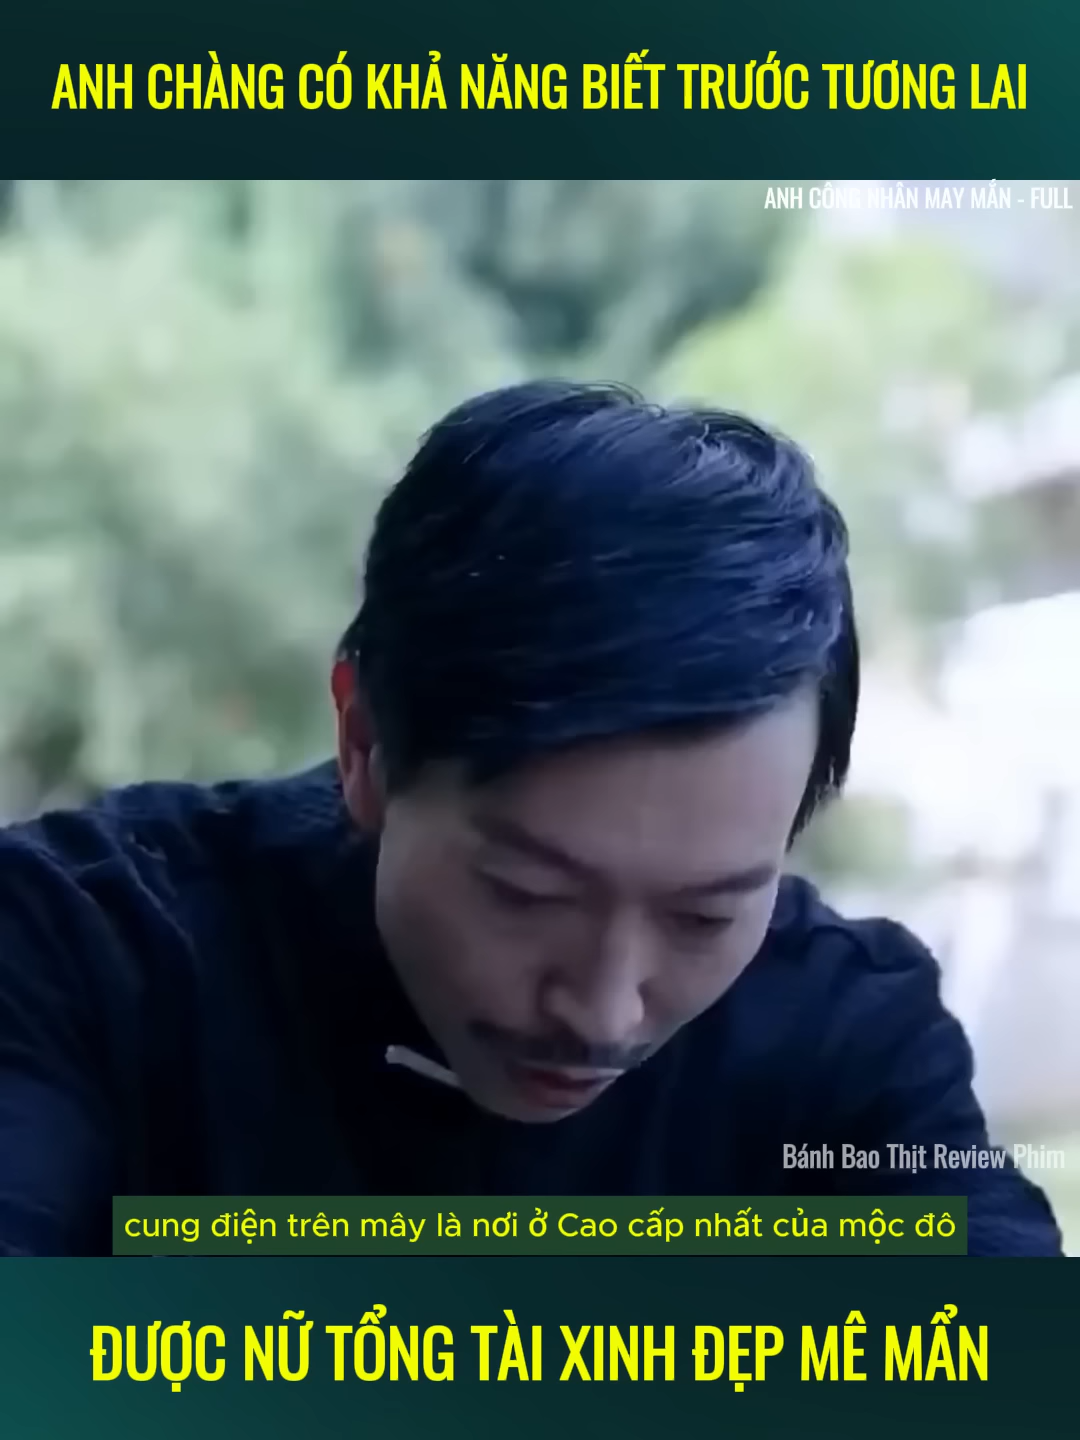 ANH CHÀNG CÓ KHẢ NĂNG BIẾT TRƯỚC TƯƠNG LAI
ANH CÔNG NHÂN MAY MẮN - FULL
Bánh Bao Thịt Review Phim
cung điện trên mây là nơi ở Cao cấp nhất của mộc đô
ĐƯỢC NỮ TỔNG TÀI XINH ĐẸP MÊ MẨN